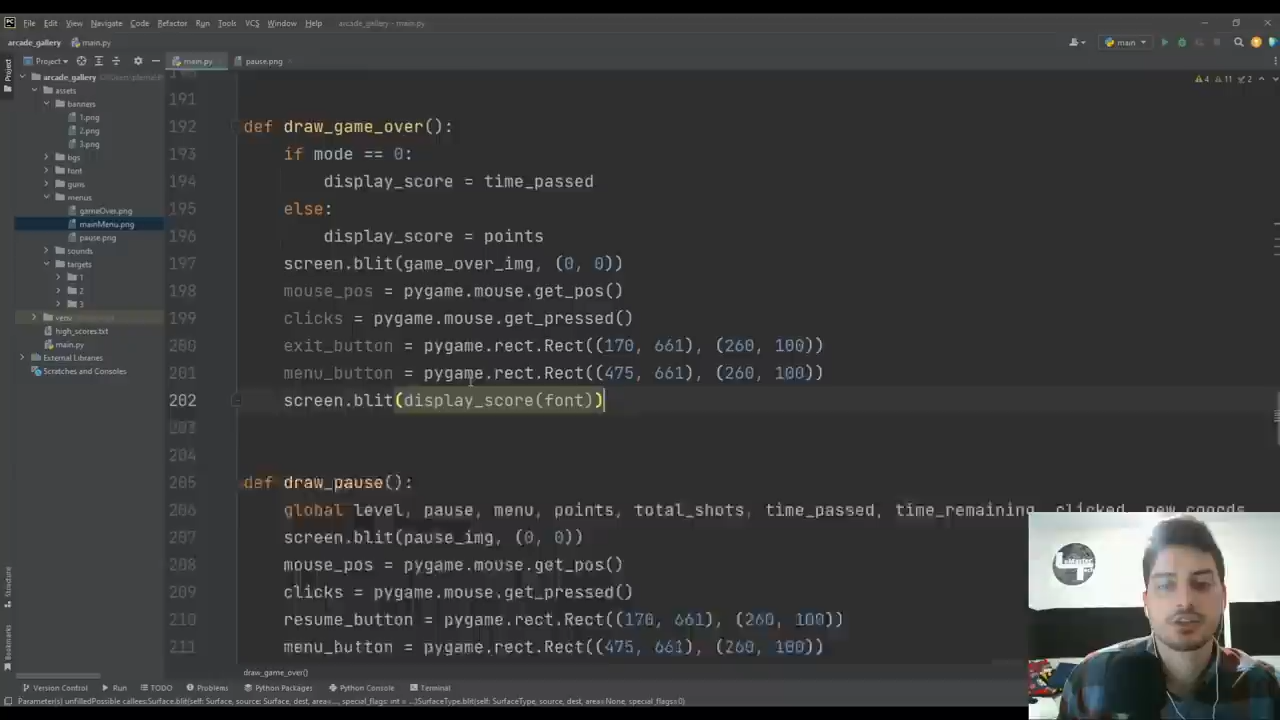 File Edit View Navigate Code Refactor Run Tools VCS Window Help arcade_gallery - main.py
arcade_gallery main.py main
Project main.py pause.png
arcade_gallery
assets
banners
1.png
2.png
3.png
bgs
font
guns
menus
gameOver.png
mainMenu.png
pause.png
sounds
targets
1
2
3
venv
high_scores.txt
main.py
External Libraries
Scratches and Consoles
Project
Structure
Bookmarks
4 11 2
191
192 def draw_game_over():
193 if mode == 0:
194 display_score = time_passed
195 else:
196 display_score = points
197 screen.blit(game_over_img, (0, 0))
198 mouse_pos = pygame.mouse.get_pos()
199 clicks = pygame.mouse.get_pressed()
200 exit_button = pygame.rect.Rect((170, 661), (260, 100))
201 menu_button = pygame.rect.Rect((475, 661), (260, 100))
202 screen.blit(display_score(font))
203
204
205 def draw_pause():
206 global level, pause, menu, points, total_shots, time_passed, time_remaining, clicked, new_coords
207 screen.blit(pause_img, (0, 0))
208 mouse_pos = pygame.mouse.get_pos()
209 clicks = pygame.mouse.get_pressed()
210 resume_button = pygame.rect.Rect((170, 661), (260, 100))
211 menu_button = pygame.rect.Rect((475, 661), (260, 100))
draw_game_over()
Version Control Run TODO Problems Python Packages Python Console Terminal